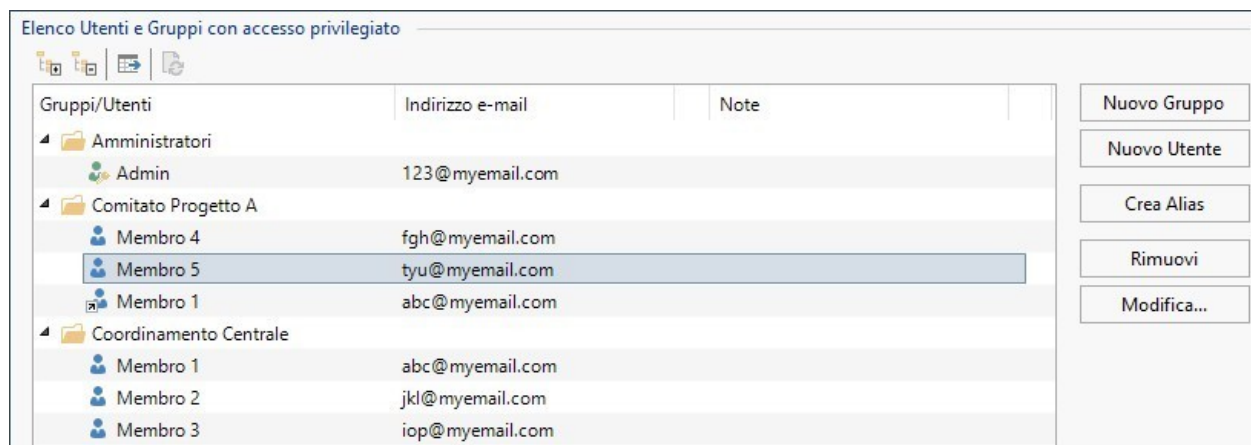 Elenco Utenti e Gruppi con accesso privilegiato
Gruppi/Utenti Indirizzo e-mail Note
Amministratori
Admin 123@myemail.com
Comitato Progetto A
Membro 4 fgh@myemail.com
Membro 5 tyu@myemail.com
Membro 1 abc@myemail.com
Coordinamento Centrale
Membro 1 abc@myemail.com
Membro 2 jkl@myemail.com
Membro 3 iop@myemail.com
Nuovo Gruppo
Nuovo Utente
Crea Alias
Rimuovi
Modifica...